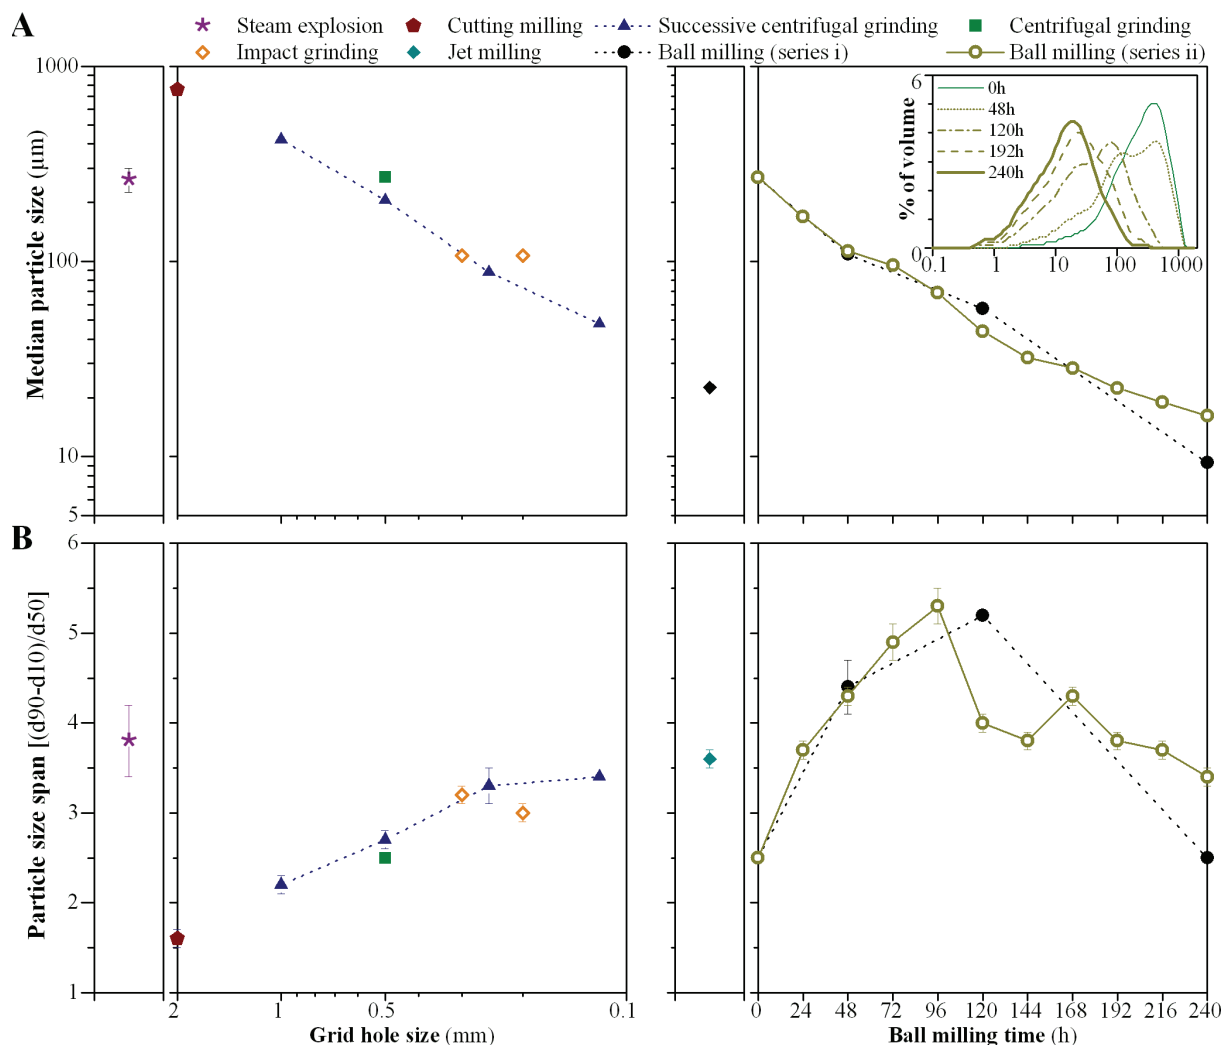 A
Steam explosion
Cutting milling
Successive centrifugal grinding
Centrifugal grinding
Impact grinding
Jet milling
Ball milling (series i)
Ball milling (series ii)
1000
100
10
5
Median particle size (µm)
6
0
% of volume
0h
48h
120h
192h
240h
0.1
1
10
100
1000
B
6
5
4
3
2
1
Particle size span [(d90-d10)/d50]
2
1
0.5
0.1
Grid hole size (mm)
0
24
48
72
96
120
144
168
192
216
240
Ball milling time (h)